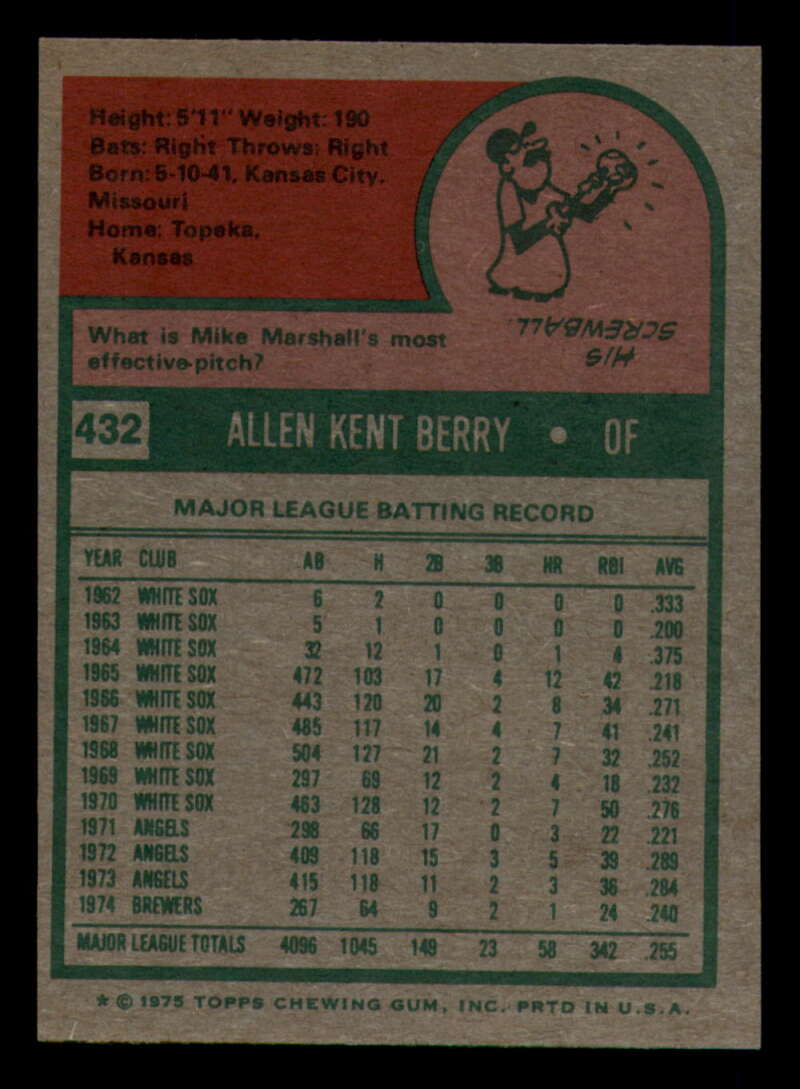 Height: 5'11" Weight: 190
Bats: Right Throws: Right
Born: 5-10-41, Kansas City,
Missouri
Home: Topeka,
Kansas
What is Mike Marshall's most
effective pitch?
HIS
SCREWBALL.
432 ALLEN KENT BERRY • OF
MAJOR LEAGUE BATTING RECORD
YEAR CLUB AB H 2B 3B HR RBI AVG
1962 WHITE SOX 6 2 0 0 0 0 .333
1963 WHITE SOX 5 1 0 0 0 0 .200
1964 WHITE SOX 32 12 1 0 1 4 .375
1965 WHITE SOX 472 103 17 4 12 42 .218
1966 WHITE SOX 443 120 20 2 8 34 .271
1967 WHITE SOX 485 117 14 4 7 41 .241
1968 WHITE SOX 504 127 21 2 7 32 .252
1969 WHITE SOX 297 69 12 2 4 18 .232
1970 WHITE SOX 463 128 12 2 7 50 .276
1971 ANGELS 298 66 17 0 3 22 .221
1972 ANGELS 409 118 15 3 5 39 .289
1973 ANGELS 415 118 11 2 3 36 .284
1974 BREWERS 267 64 9 2 1 24 .240
MAJOR LEAGUE TOTALS 4096 1045 149 23 58 342 .255
* © 1975 TOPPS CHEWING GUM, INC. PRTD IN U.S.A.